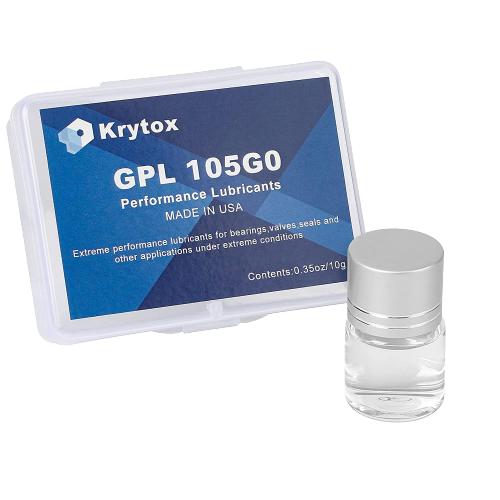 Krytox
GPL 105G0
Performance Lubricants
MADE IN USA
Extreme performance lubricants for bearings,valves,seals and
other applications under extreme conditions
Contents:0.35oz/10g